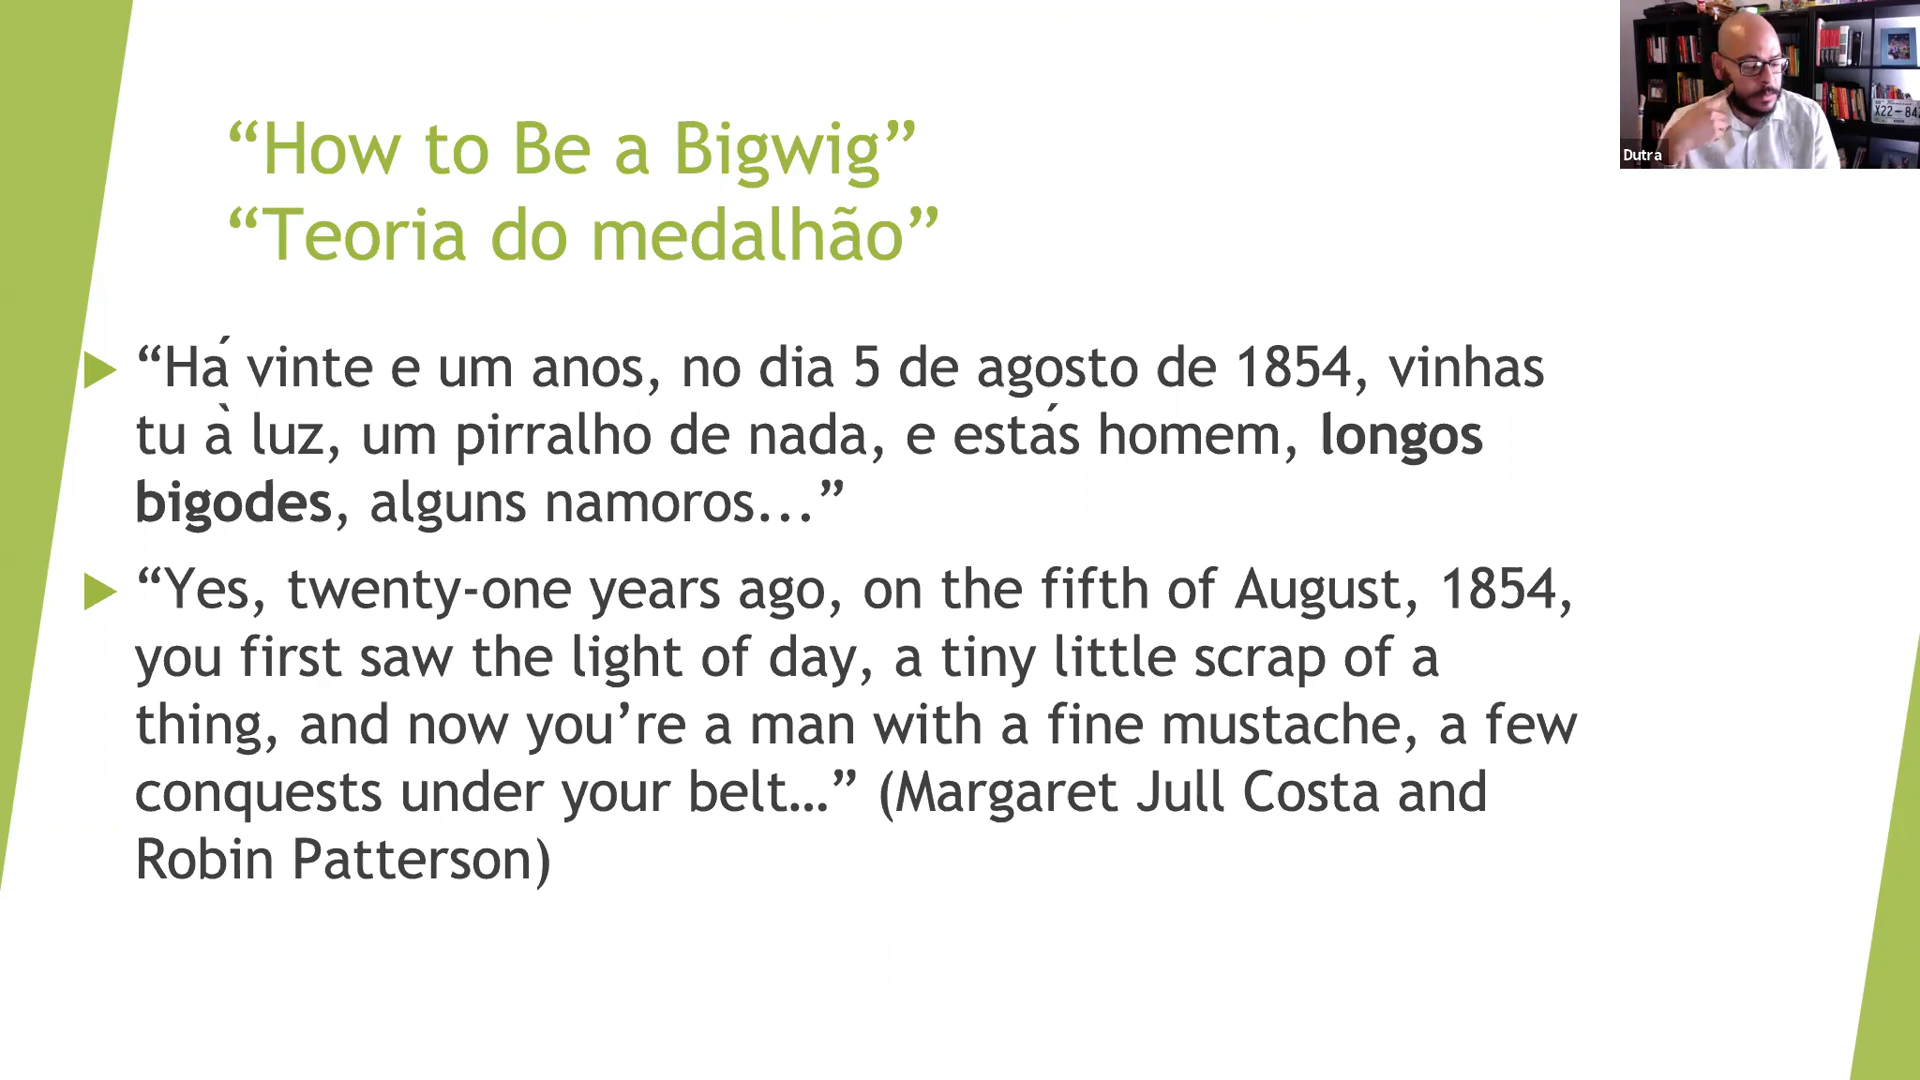 “How to Be a Bigwig”
“Teoria do medalhão”
“Há vinte e um anos, no dia 5 de agosto de 1854, vinhas
tu à luz, um pirralho de nada, e estás homem, longos
bigodes, alguns namoros...”
“Yes, twenty-one years ago, on the fifth of August, 1854,
you first saw the light of day, a tiny little scrap of a
thing, and now you’re a man with a fine mustache, a few
conquests under your belt…” (Margaret Jull Costa and
Robin Patterson)
Dutra